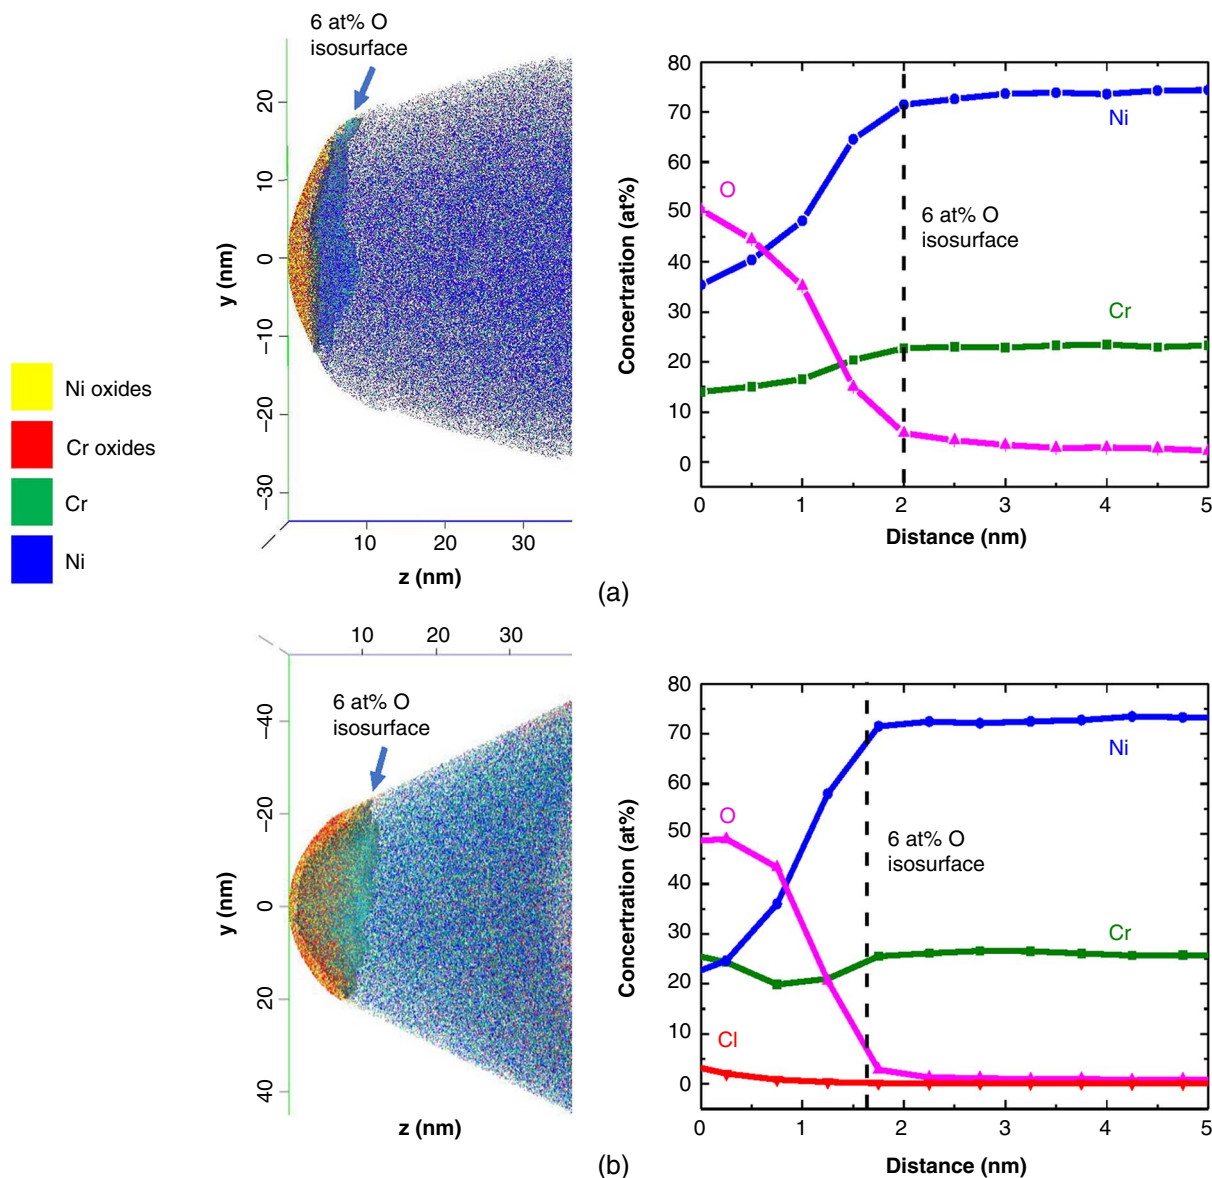 6 at% O
isosurface
y (nm)
20
10
0
−10
−20
−30
10 20 30
z (nm)
Ni oxides
Cr oxides
Cr
Ni
Concertration (at%)
80
70
60
50
40
30
20
10
0
Ni
O
6 at% O
isosurface
Cr
0 1 2 3 4 5
Distance (nm)
(a)
10 20 30
6 at% O
isosurface
y (nm)
−40
−20
0
20
40
z (nm)
Concertration (at%)
80
70
60
50
40
30
20
10
0
Ni
O
6 at% O
isosurface
Cr
Cl
0 1 2 3 4 5
Distance (nm)
(b)